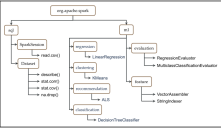 org.apache.spark
sql
SparkSession
read.csv()
Dataset
describe()
stat.corr()
stat.cov()
na.drop()
ml
regression
LinearRegression
clustering
KMeans
recommendation
ALS
classification
DecisionTreeClassifier
evaluation
RegressionEvaluator
MulticlassClassificationEvaluator
feature
VectorAssembler
StringIndexer